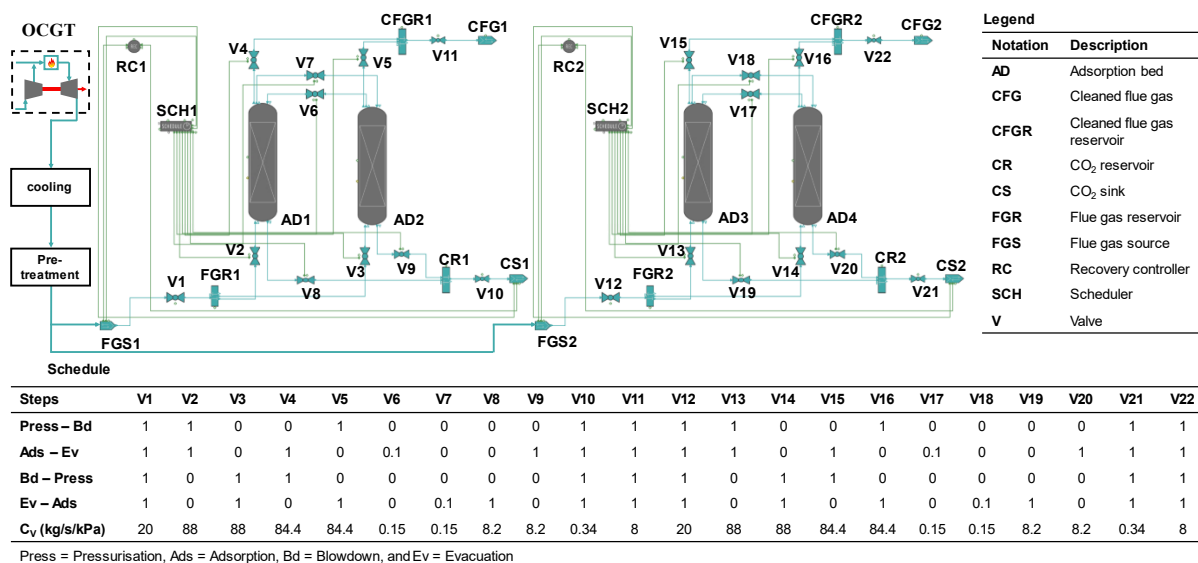 OCGT
cooling
Pre-
treatment
RC1
SCH1
V4
V7
V6
V5
CFGR1
V11
CFG1
AD1
AD2
V2
V1
FGR1
V8
V3
V9
CR1
V10
CS1
FGS1
RC2
SCH2
V15
V18
V17
V16
CFGR2
V22
CFG2
AD3
AD4
V13
V12
FGR2
V19
V14
V20
CR2
V21
CS2
FGS2
Legend
Notation Description
AD Adsorption bed
CFG Cleaned flue gas
CFGR Cleaned flue gas
reservoir
CR CO₂ reservoir
CS CO₂ sink
FGR Flue gas reservoir
FGS Flue gas source
RC Recovery controller
SCH Scheduler
V Valve
Schedule
Steps V1 V2 V3 V4 V5 V6 V7 V8 V9 V10 V11 V12 V13 V14 V15 V16 V17 V18 V19 V20 V21 V22
Press – Bd 1 1 0 0 1 0 0 0 0 1 1 1 1 0 0 1 0 0 0 0 1 1
Ads – Ev 1 1 0 1 0 0.1 0 0 1 1 1 1 1 0 1 0 0.1 0 0 1 1 1
Bd – Press 1 0 1 1 0 0 0 0 0 1 1 1 0 1 1 0 0 0 0 0 1 1
Ev – Ads 1 0 1 0 1 0 0.1 1 0 1 1 1 0 1 0 1 0 0.1 1 0 1 1
Cᵥ (kg/s/kPa) 20 88 88 84.4 84.4 0.15 0.15 8.2 8.2 0.34 8 20 88 88 84.4 84.4 0.15 0.15 8.2 8.2 0.34 8
Press = Pressurisation, Ads = Adsorption, Bd = Blowdown, and Ev = Evacuation